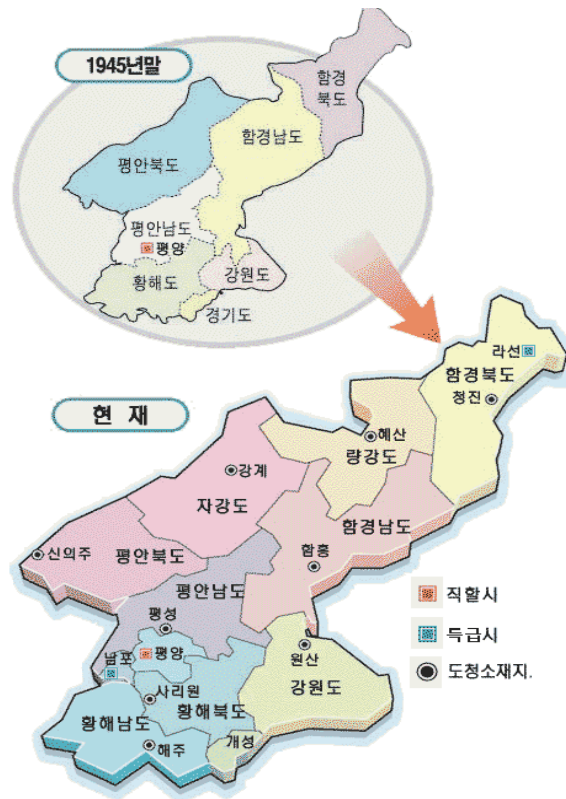 1945년말
함경
북도
함경남도
평안북도
평안남도
평양
황해도
강원도
경기도
현 재
라선
함경북도
청진
혜산
량강도
강계
자강도
함경남도
신의주
평안북도
함흥
평안남도
평성
직할시
남포
평양
원산
특급시
사리원
강원도
황해남도
황해북도
도청소재지.
해주
개성